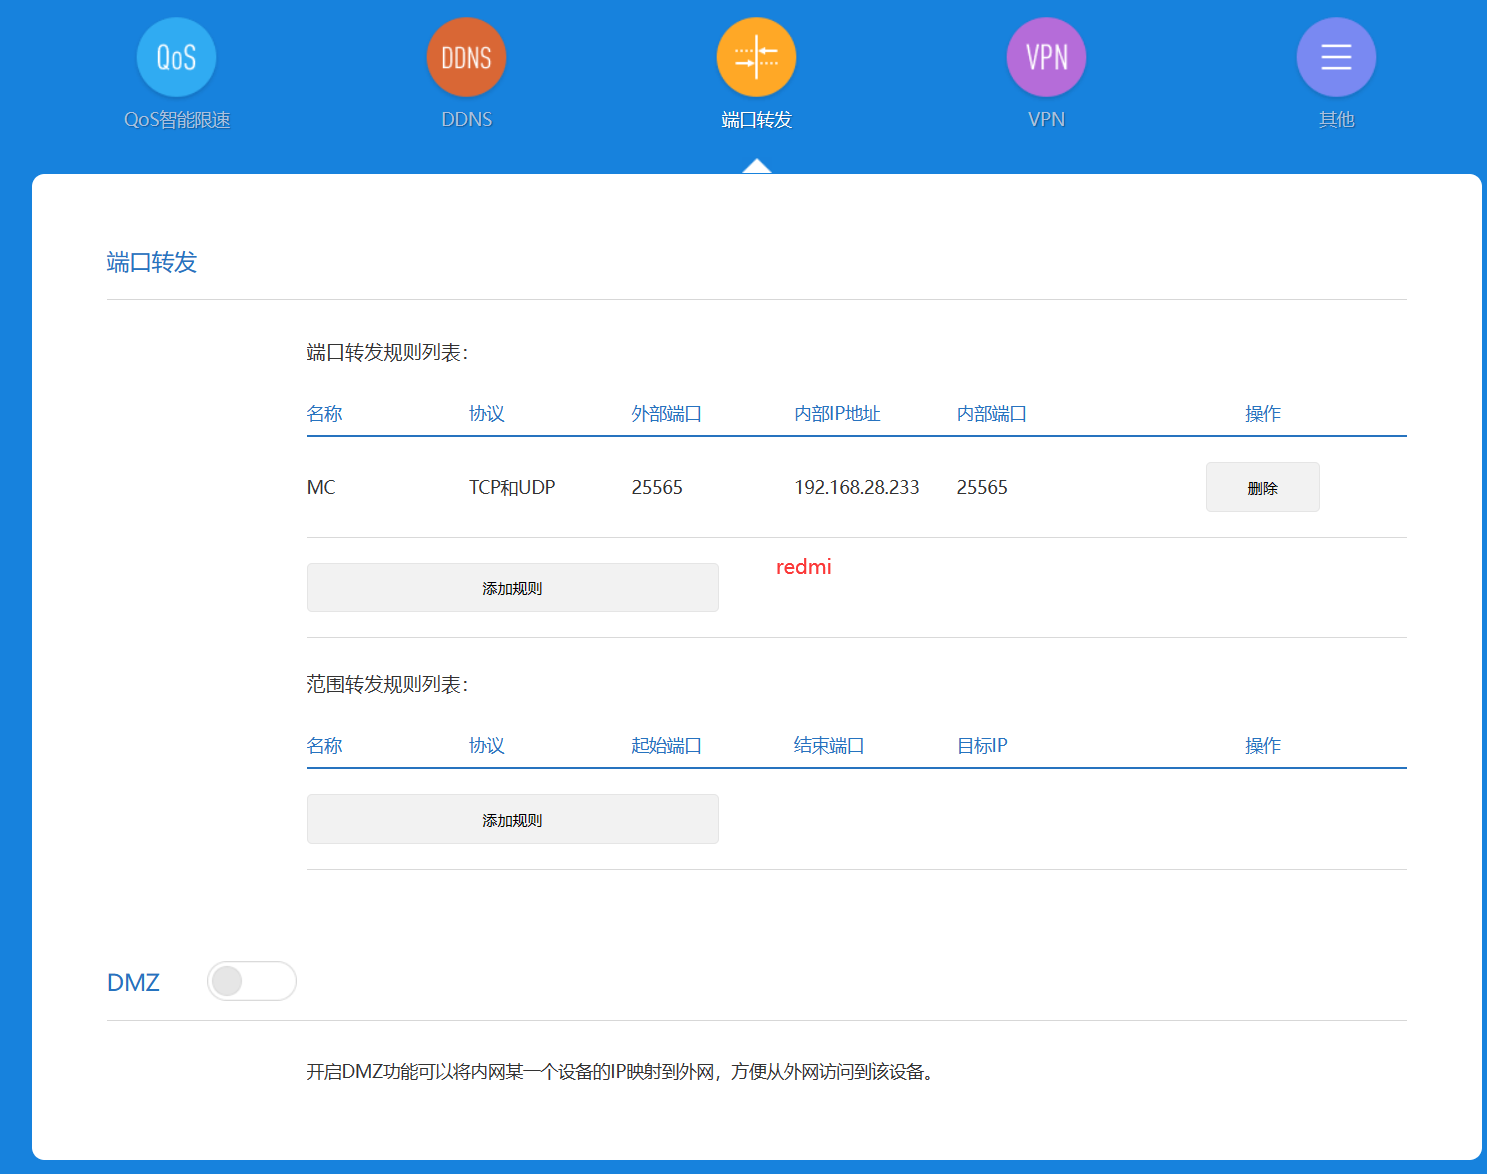 QoS DDNS VPN
QoS智能限速 DDNS 端口转发 VPN 其他
端口转发
端口转发规则列表：
名称 协议 外部端口 内部IP地址 内部端口 操作
MC TCP和UDP 25565 192.168.28.233 25565 删除
redmi
添加规则
范围转发规则列表：
名称 协议 起始端口 结束端口 目标IP 操作
添加规则
DMZ
开启DMZ功能可以将内网某一个设备的IP映射到外网，方便从外网访问到该设备。